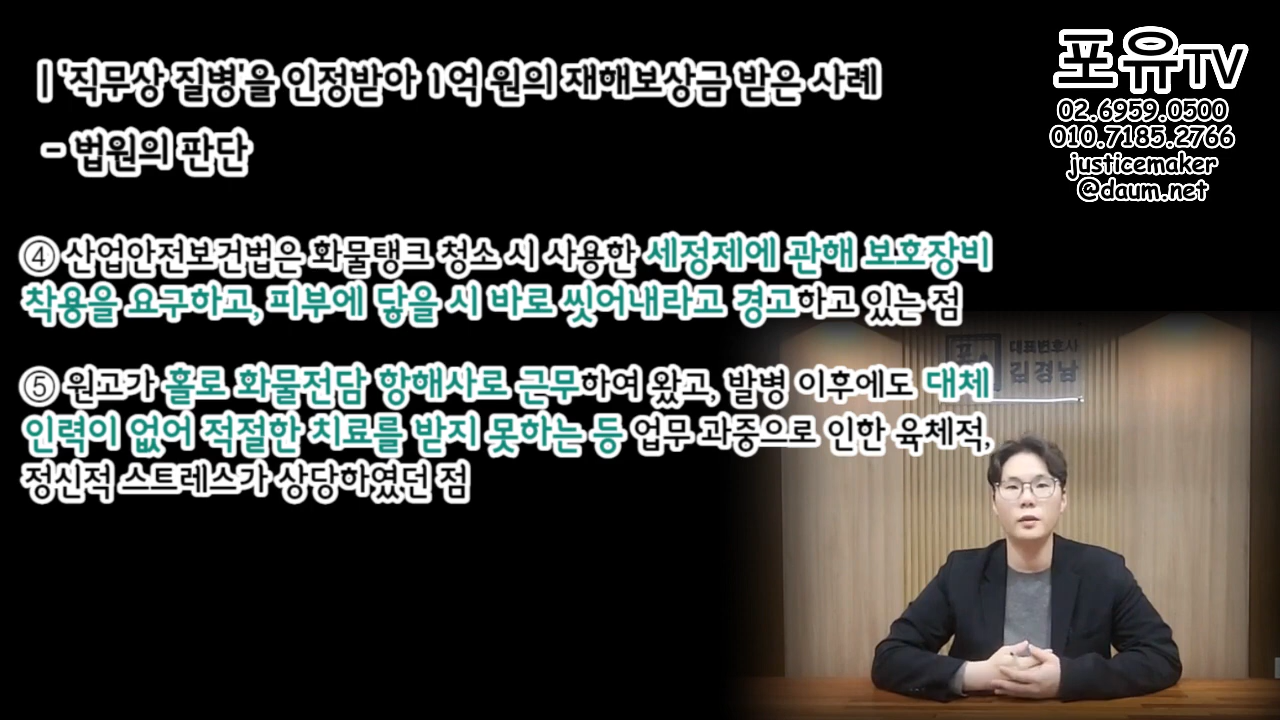 | '직무상 질병'을 인정받아 1억 원의 재해보상금 받은 사례
- 법원의 판단
포유TV
02.6959.0500
010.7185.2766
justicemaker
@daum.net
④ 산업안전보건법은 화물탱크 청소 시 사용한 세정제에 관해 보호장비
착용을 요구하고, 피부에 닿을 시 바로 씻어내라고 경고하고 있는 점
⑤ 원고가 홀로 화물전담 항해사로 근무하여 왔고, 발병 이후에도 대체
인력이 없어 적절한 치료를 받지 못하는 등 업무 과중으로 인한 육체적,
정신적 스트레스가 상당하였던 점
대표변호사
김경남